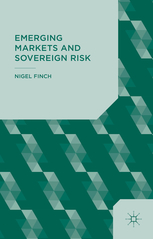 EMERGING
MARKETS AND
SOVEREIGN RISK
NIGEL FINCH